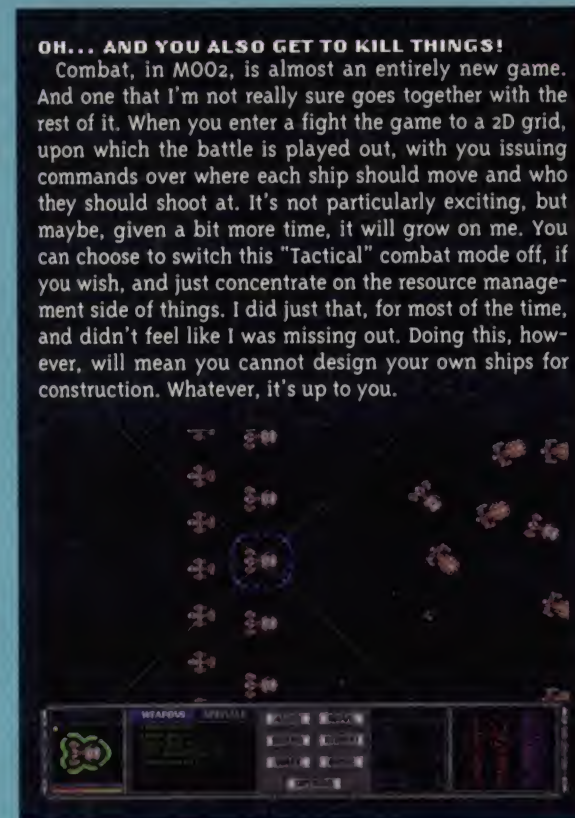 OH... AND YOU ALSO GET TO KILL THINGS!
Combat, in MOO2, is almost an entirely new game.
And one that I'm not really sure goes together with the
rest of it. When you enter a fight the game to a 2D grid,
upon which the battle is played out, with you issuing
commands over where each ship should move and who
they should shoot at. It's not particularly exciting, but
maybe, given a bit more time, it will grow on me. You
can choose to switch this "Tactical" combat mode off, if
you wish, and just concentrate on the resource manage-
ment side of things. I did just that, for most of the time,
and didn't feel like I was missing out. Doing this, how-
ever, will mean you cannot design your own ships for
construction. Whatever, it's up to you.
WEAPONS SPECIALS